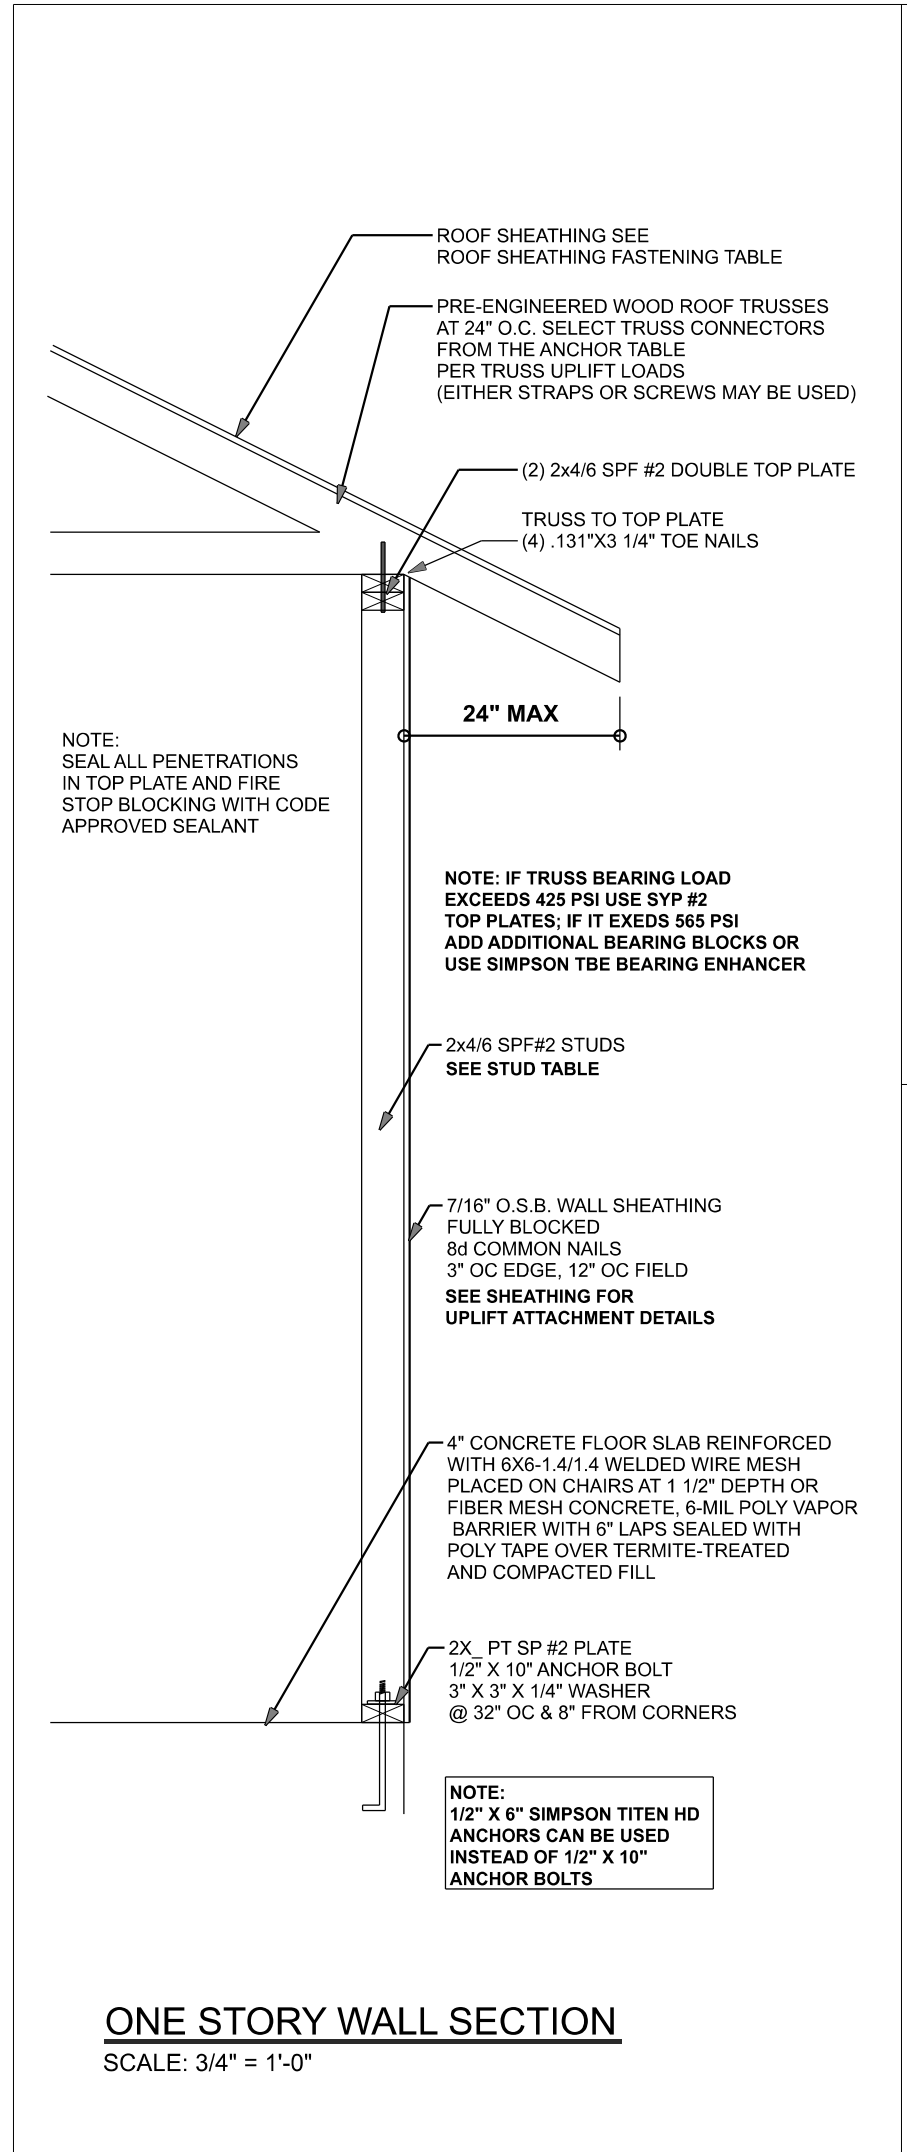 ROOF SHEATHING SEE
ROOF SHEATHING FASTENING TABLE
PRE-ENGINEERED WOOD ROOF TRUSSES
AT 24" O.C. SELECT TRUSS CONNECTORS
FROM THE ANCHOR TABLE
PER TRUSS UPLIFT LOADS
(EITHER STRAPS OR SCREWS MAY BE USED)
(2) 2x4/6 SPF #2 DOUBLE TOP PLATE
TRUSS TO TOP PLATE
(4) .131"X3 1/4" TOE NAILS
24" MAX
NOTE:
SEAL ALL PENETRATIONS
IN TOP PLATE AND FIRE
STOP BLOCKING WITH CODE
APPROVED SEALANT
NOTE: IF TRUSS BEARING LOAD
EXCEEDS 425 PSI USE SYP #2
TOP PLATES; IF IT EXEDS 565 PSI
ADD ADDITIONAL BEARING BLOCKS OR
USE SIMPSON TBE BEARING ENHANCER
2x4/6 SPF#2 STUDS
SEE STUD TABLE
7/16" O.S.B. WALL SHEATHING
FULLY BLOCKED
8d COMMON NAILS
3" OC EDGE, 12" OC FIELD
SEE SHEATHING FOR
UPLIFT ATTACHMENT DETAILS
4" CONCRETE FLOOR SLAB REINFORCED
WITH 6X6-1.4/1.4 WELDED WIRE MESH
PLACED ON CHAIRS AT 1 1/2" DEPTH OR
FIBER MESH CONCRETE, 6-MIL POLY VAPOR
BARRIER WITH 6" LAPS SEALED WITH
POLY TAPE OVER TERMITE-TREATED
AND COMPACTED FILL
2X_ PT SP #2 PLATE
1/2" X 10" ANCHOR BOLT
3" X 3" X 1/4" WASHER
@ 32" OC & 8" FROM CORNERS
NOTE:
1/2" X 6" SIMPSON TITEN HD
ANCHORS CAN BE USED
INSTEAD OF 1/2" X 10"
ANCHOR BOLTS
ONE STORY WALL SECTION
SCALE: 3/4" = 1'-0"